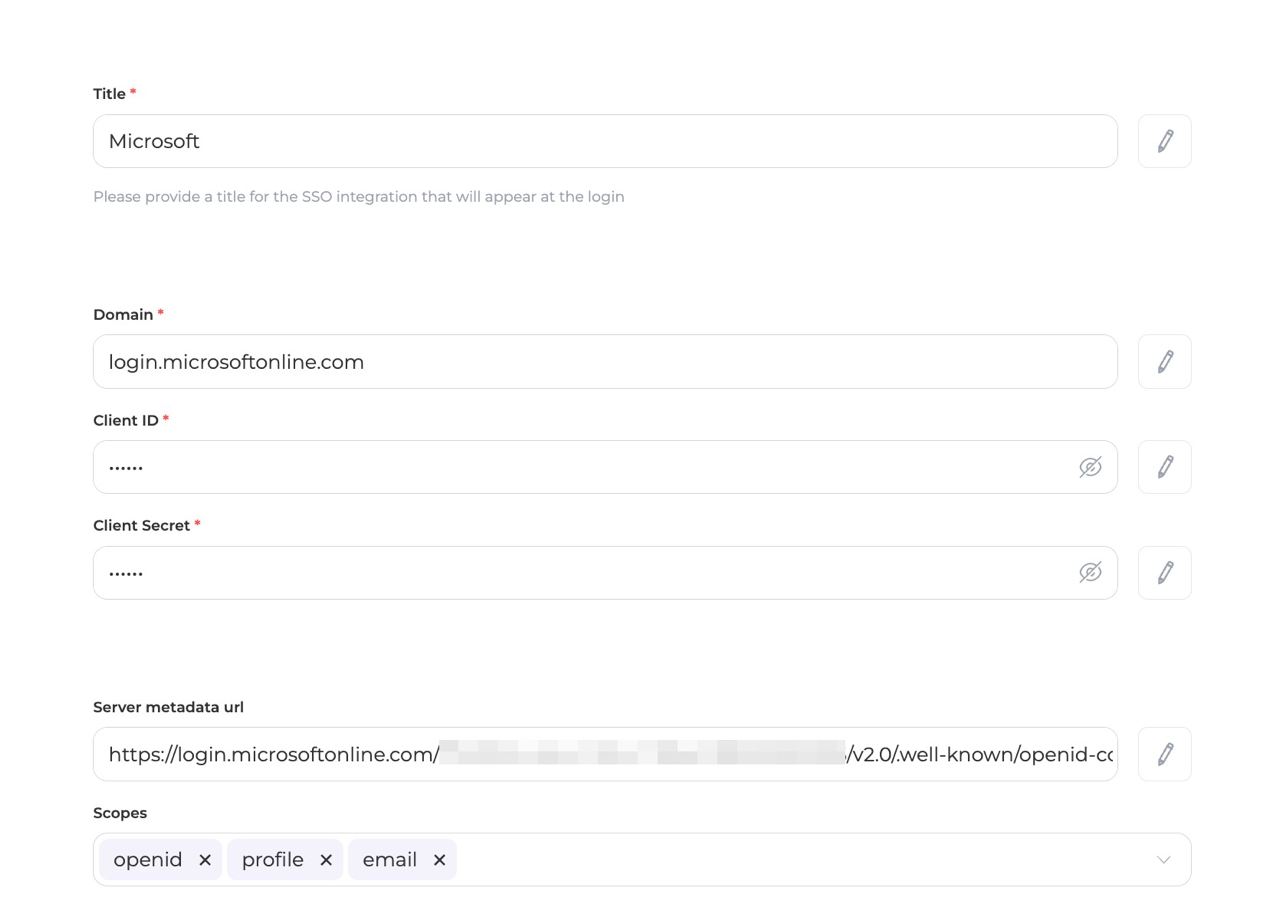 Title *
Microsoft
Please provide a title for the SSO integration that will appear at the login
Domain *
login.microsoftonline.com
Client ID *
••••••
Client Secret *
••••••
Server metadata url
https://login.microsoftonline.com/ /v2.0/.well-known/openid-cc
Scopes
openid × profile × email ×